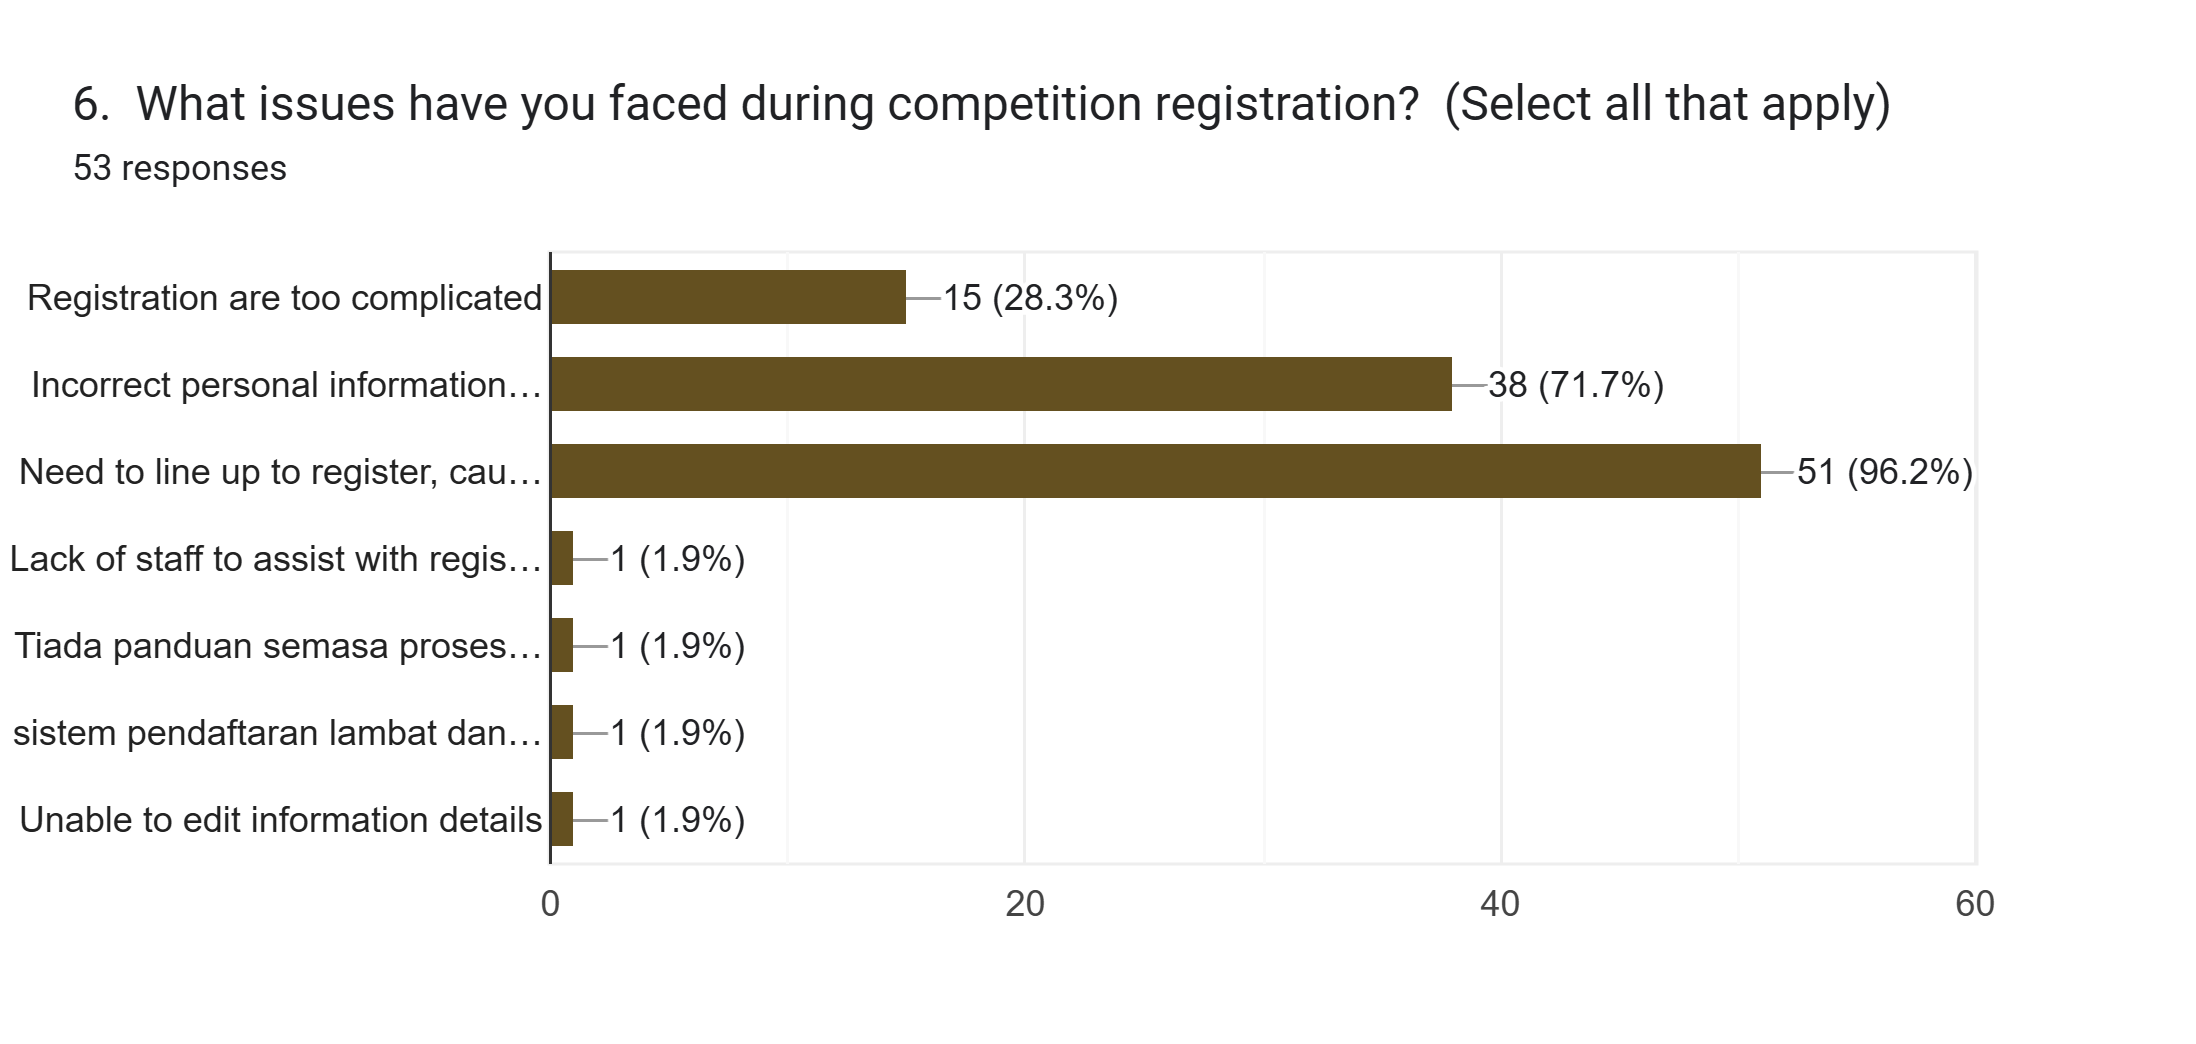 6. What issues have you faced during competition registration? (Select all that apply)
53 responses
Registration are too complicated 15 (28.3%)
Incorrect personal information… 38 (71.7%)
Need to line up to register, cau… 51 (96.2%)
Lack of staff to assist with regis… 1 (1.9%)
Tiada panduan semasa proses… 1 (1.9%)
sistem pendaftaran lambat dan… 1 (1.9%)
Unable to edit information details 1 (1.9%)
0 20 40 60